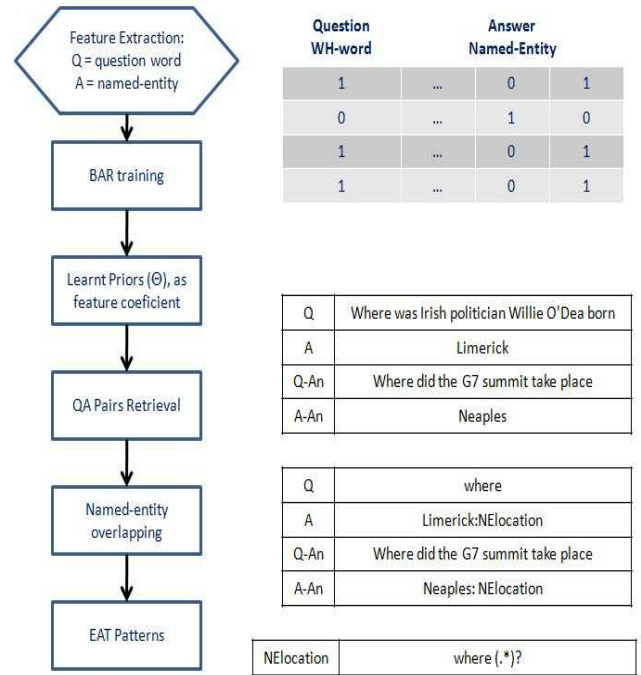 Feature Extraction:
Q = question word
A = named-entity
BAR training
Learnt Priors (Θ), as
feature coeficient
QA Pairs Retrieval
Named-entity
overlapping
EAT Patterns
Question Answer
WH-word Named-Entity
1 ... 0 1
0 ... 1 0
1 ... 0 1
1 ... 0 1
Q Where was Irish politician Willie O'Dea born
A Limerick
Q-An Where did the G7 summit take place
A-An Neaples
Q where
A Limerick:NElocation
Q-An Where did the G7 summit take place
A-An Neaples: NElocation
NElocation where (.*)?